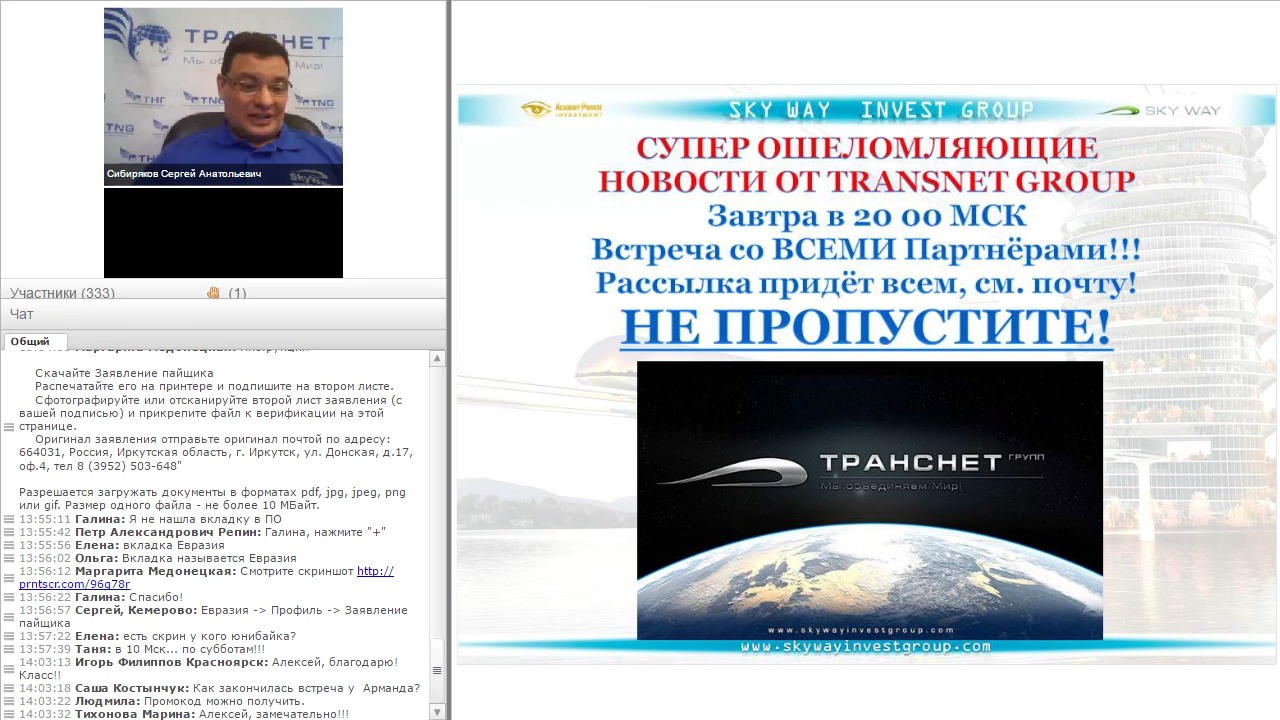 ТРАНСНЕТ
Мы об
Мир!
ТНГ
TNG
TNG
TNG
SkyWay
Сибиряков Сергей Анатольевич
Участники (333)
(1)
Чат
Общий
Скачайте Заявление пайщика
Распечатайте его на принтере и подпишите на втором листе.
Сфотографируйте или отсканируйте второй лист заявления (с
вашей подписью) и прикрепите файл к верификации на этой
странице.
Оригинал заявления отправьте оригинал почтой по адресу:
664031, Россия, Иркутская область, г. Иркутск, ул. Донская, д.17,
оф.4, тел 8 (3952) 503-648"
Разрешается загружать документы в форматах pdf, jpg, jpeg, png
или gif. Размер одного файла - не более 10 МБайт.
13:55:11 Галина: Я не нашла вкладку в ПО
13:55:42 Петр Александрович Репин: Галина, нажмите "+"
13:55:56 Елена: вкладка Евразия
13:56:02 Ольга: Вкладка называется Евразия
13:56:12 Маргарита Медонецкая: Смотрите скриншот http://
prntscr.com/96q78r
13:56:22 Галина: Спасибо!
13:56:57 Сергей, Кемерово: Евразия -> Профиль -> Заявление
пайщика
13:57:22 Елена: есть скрин у кого юнибайка?
13:57:39 Таня: в 10 Мск... по субботам!!!
14:03:13 Игорь Филиппов Красноярск: Алексей, благодарю!
Класс!!
14:03:18 Саша Костынчук: Как закончилась встреча у Арманда?
14:03:22 Людмила: Промокод можно получить.
14:03:32 Тихонова Марина: Алексей, замечательно!!!
ACADEMY PRIVATE
INVESTMENT
SKY WAY INVEST GROUP
SKY WAY
СУПЕР ОШЕЛОМЛЯЮЩИЕ
НОВОСТИ ОТ TRANSNET GROUP
Завтра в 20 00 МСК
Встреча со ВСЕМИ Партнёрами!!!
Рассылка придёт всем, см. почту!
НЕ ПРОПУСТИТЕ!
ТРАНСНЕТ ГРУПП
Мы объединяем Мир!
www.skywayinvestgroup.com
www.skywayinvestgroup.com